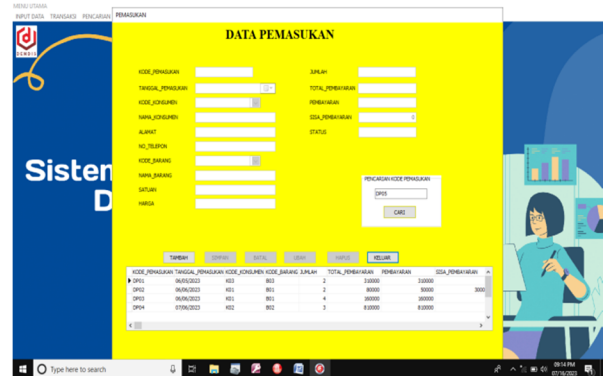 MENU UTAMA
INPUT DATA TRANSAKSI PENCARIAN
PEMASUKAN
DATA PEMASUKAN
KODE_PEMASUKAN
TANGGAL_PEMASUKAN
KODE_KONSUMEN
NAMA_KONSUMEN
ALAMAT
NO_TELEPON
KODE_BARANG
NAMA_BARANG
SATUAN
HARGA
JUMLAH
TOTAL_PEMBAYARAN
PEMBAYARAN
SISA_PEMBAYARAN 0
STATUS
PENCARIAN KODE PEMASUKAN
DP05
CARI
Sisten
D
TAMBAH SIMPAN BATAL UBAH HAPUS KELUAR
KODE_PEMASUKAN TANGGAL_PEMASUKAN KODE_KONSUMEN KODE_BARANG JUMLAH TOTAL_PEMBAYARAN PEMBAYARAN SISA_PEMBAYARAN
DP01 06/05/2023 K03 B03 2 310000 310000
DP02 06/06/2023 K01 B01 2 80000 50000 3000
DP03 06/06/2023 K01 B01 4 160000 160000
DP04 07/06/2023 K02 B02 3 810000 810000
Type here to search
09:14 PM
07/16/2023